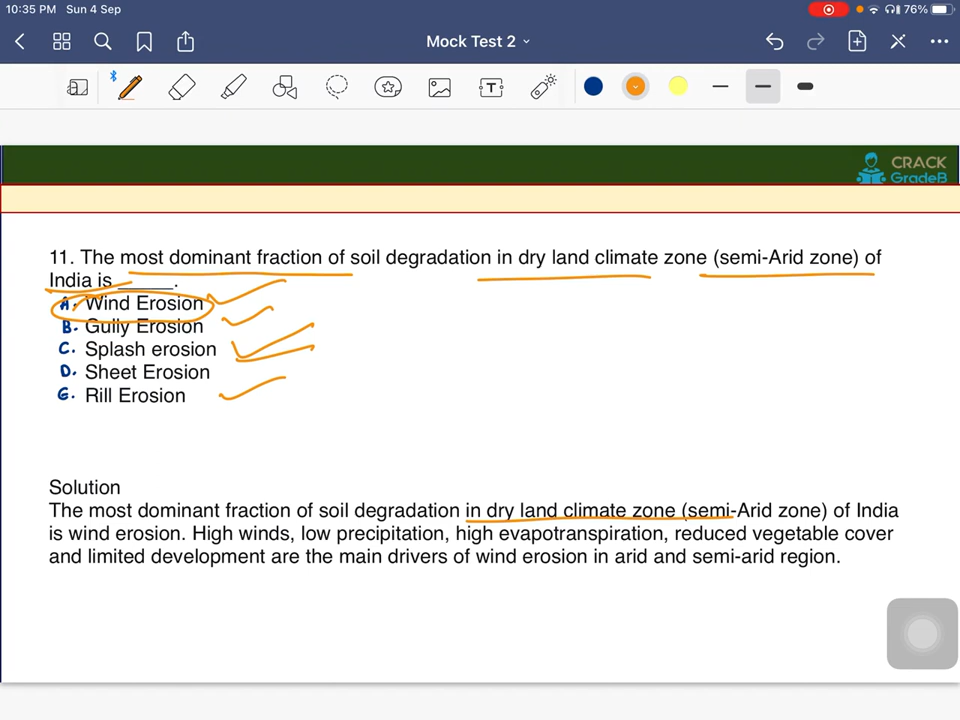 10:35 PM Sun 4 Sep 76%
Mock Test 2
T
CRACK
GradeB
11. The most dominant fraction of soil degradation in dry land climate zone (semi-Arid zone) of
India is _____.
A. Wind Erosion
B. Gully Erosion
C. Splash erosion
D. Sheet Erosion
G. Rill Erosion
Solution
The most dominant fraction of soil degradation in dry land climate zone (semi-Arid zone) of India
is wind erosion. High winds, low precipitation, high evapotranspiration, reduced vegetable cover
and limited development are the main drivers of wind erosion in arid and semi-arid region.